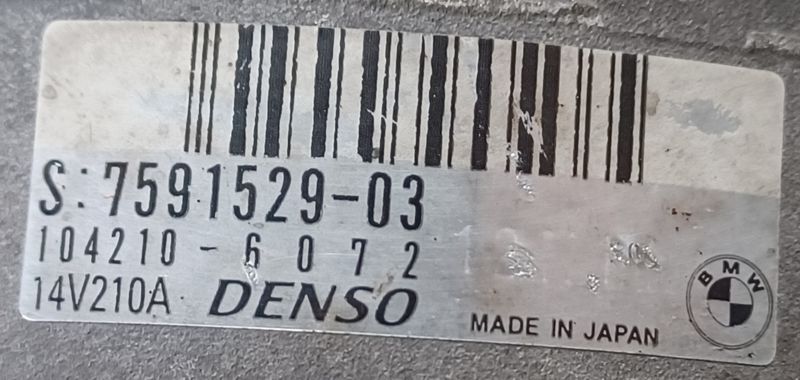 S:7591529-03
104210-6072
14V210A DENSO
MADE IN JAPAN
BMW